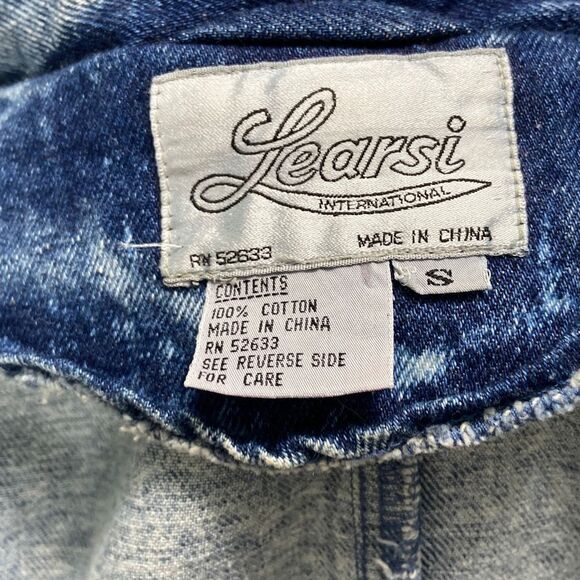 Learsi
INTERNATIONAL
RN 52633
MADE IN CHINA
S
CONTENTS
100% COTTON
MADE IN CHINA
RN 52633
SEE REVERSE SIDE
FOR CARE